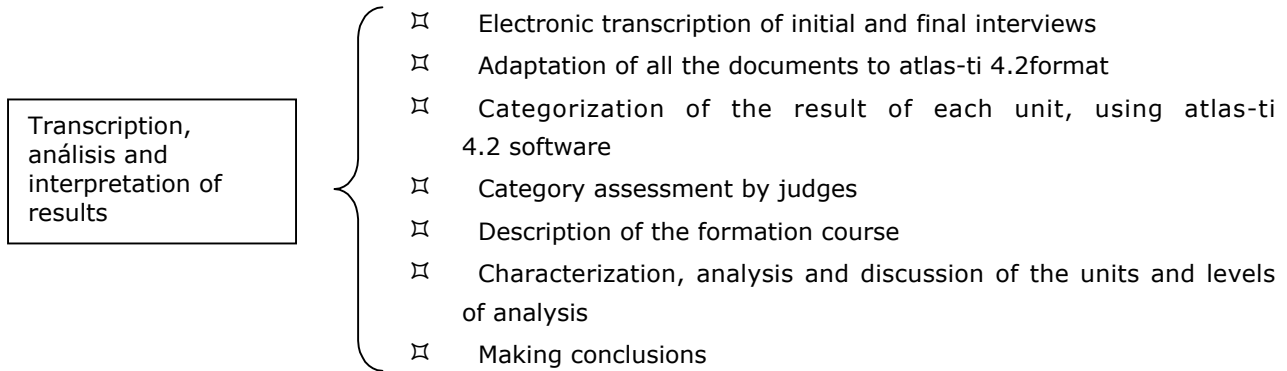 Transcription,
análisis and
interpretation of
results
¤ Electronic transcription of initial and final interviews
¤ Adaptation of all the documents to atlas-ti 4.2format
¤ Categorization of the result of each unit, using atlas-ti
4.2 software
¤ Category assessment by judges
¤ Description of the formation course
¤ Characterization, analysis and discussion of the units and levels
of analysis
¤ Making conclusions